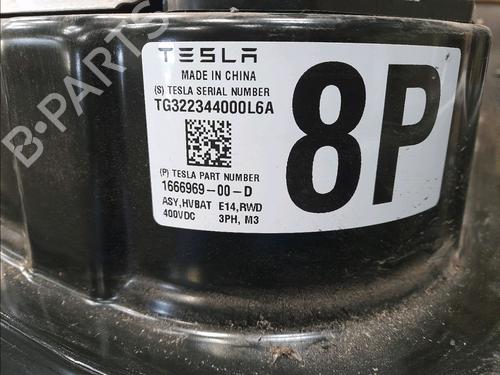 TESLA
MADE IN CHINA
(S) TESLA SERIAL NUMBER
TG322344000L6A
(P) TESLA PART NUMBER
1666969-00-D
ASY,HVBAT E14,RWD
400VDC 3PH, M3
8P
B-PARTS